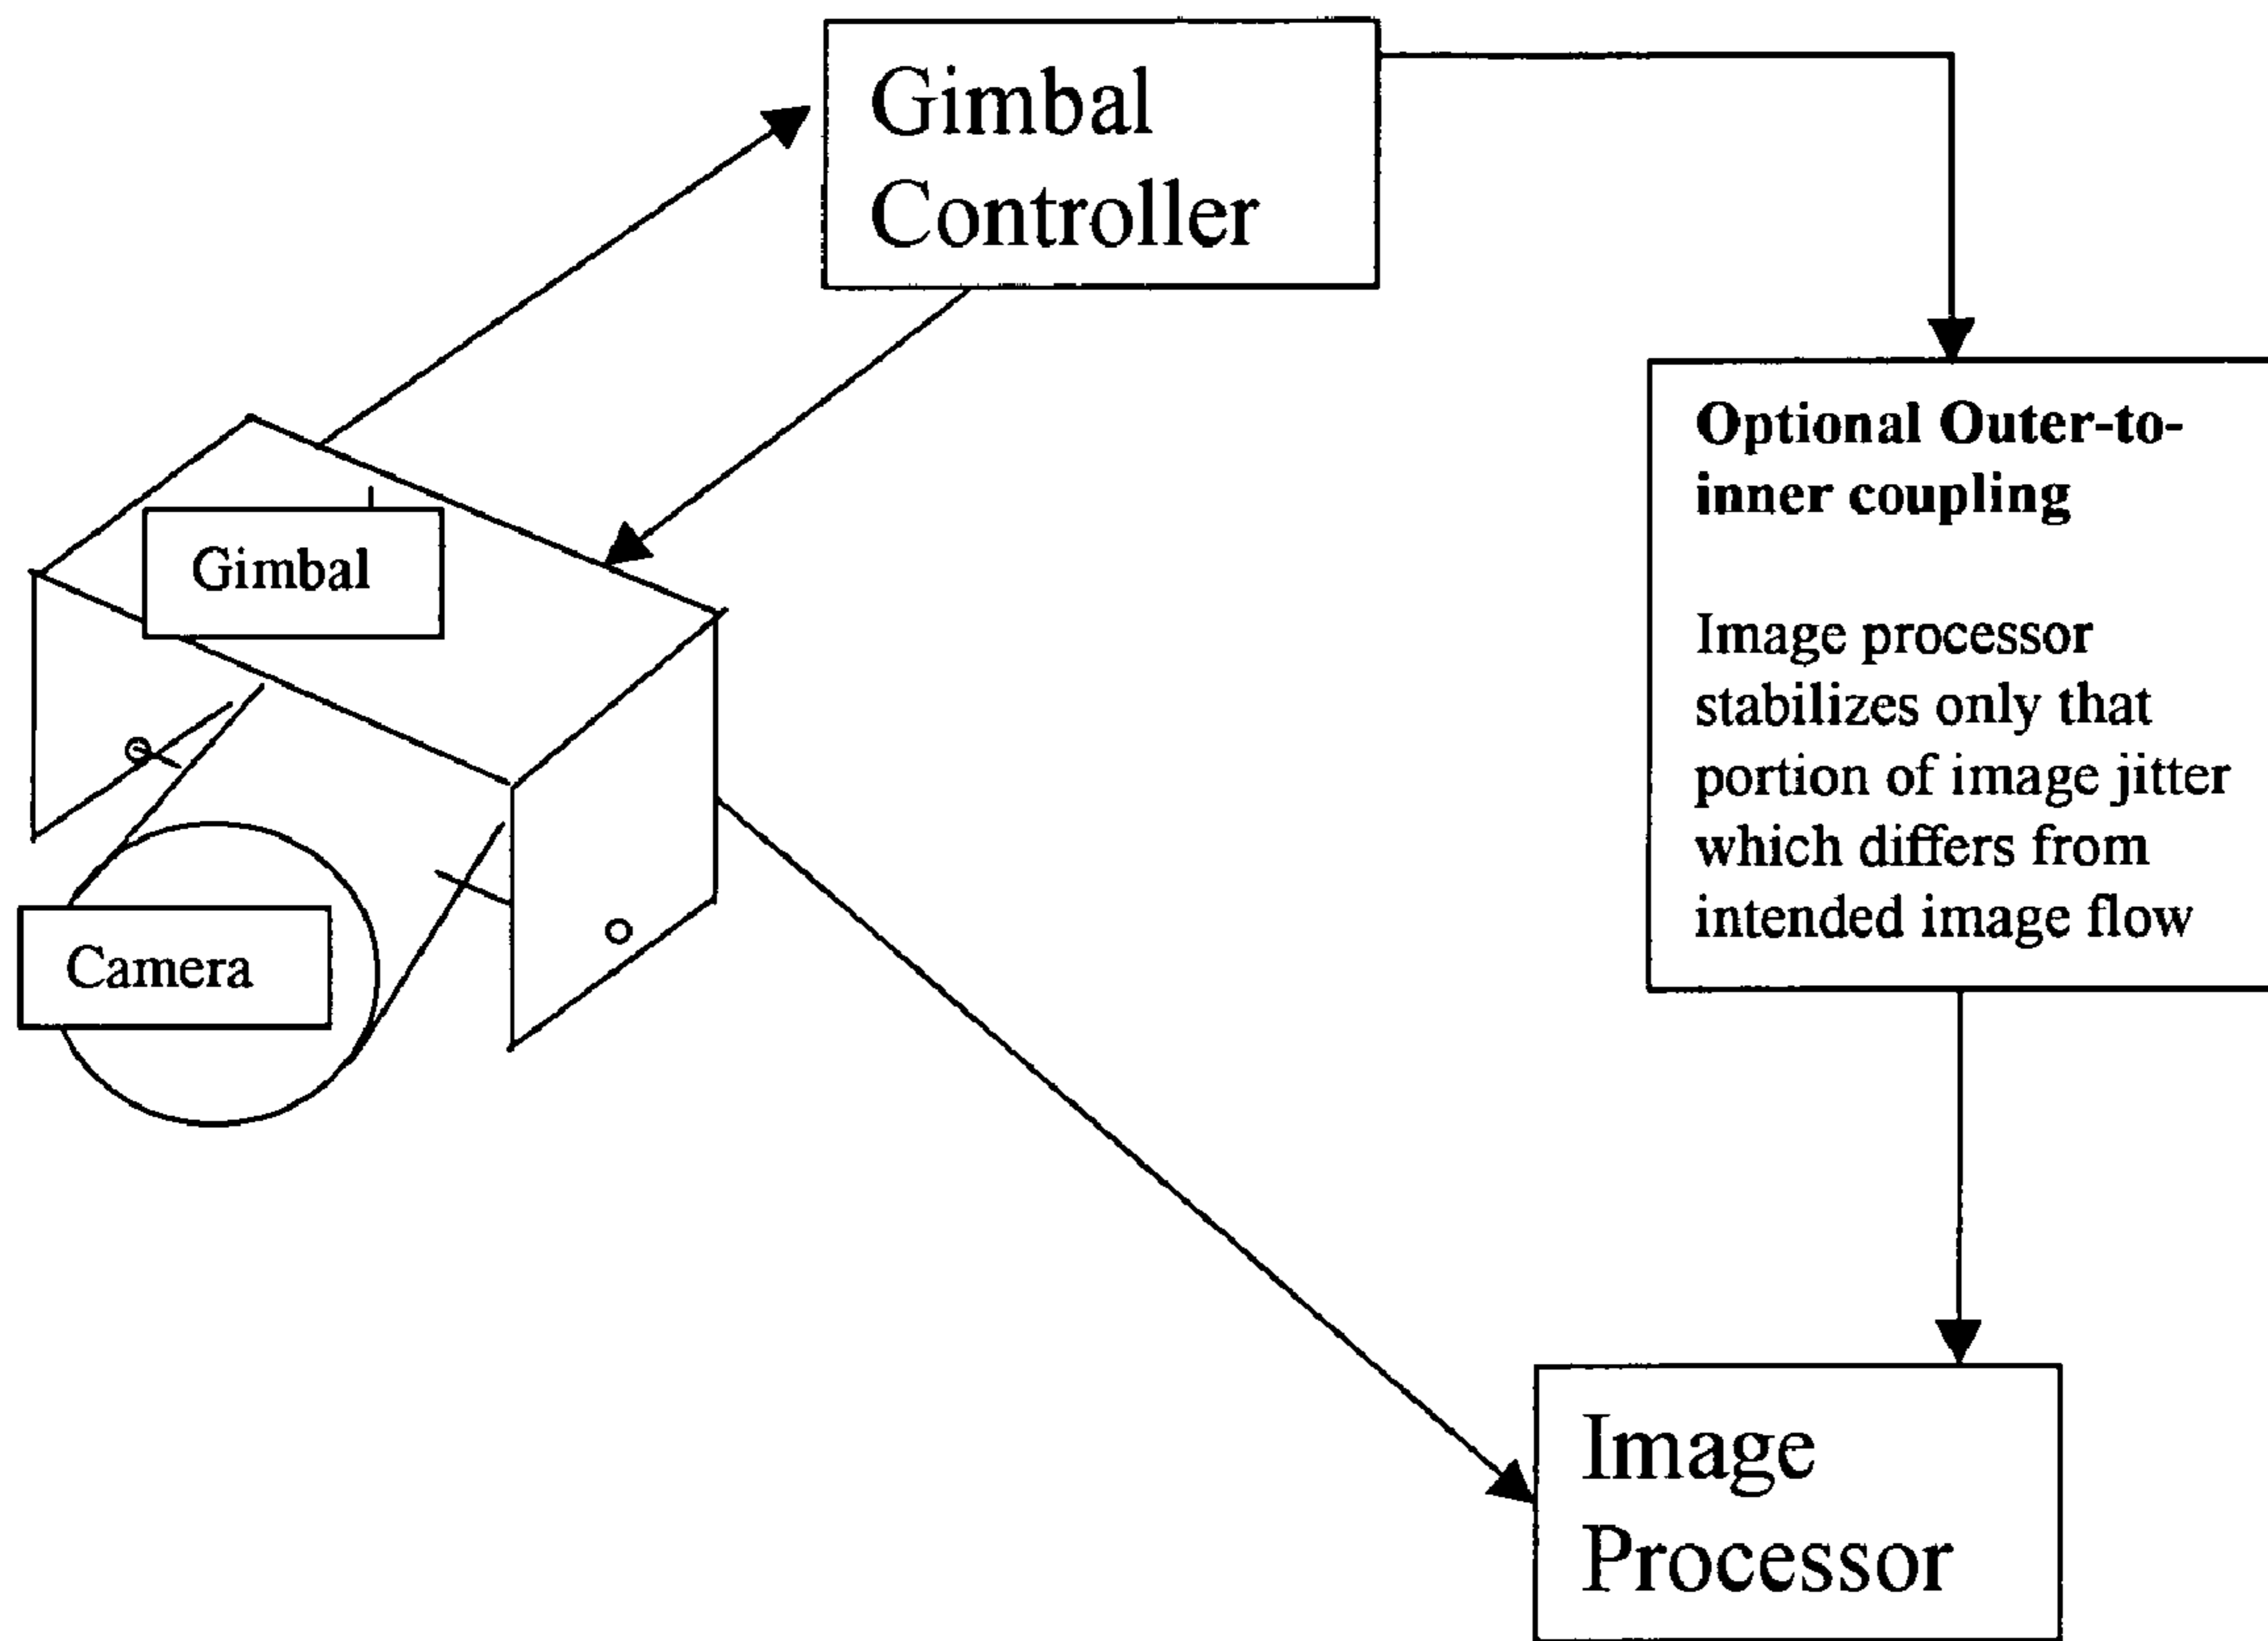 Gimbal
Controller
Optional Outer-to-
inner coupling
Image processor
stabilizes only that
portion of image jitter
which differs from
intended image flow
Gimbal
Camera
Image
Processor